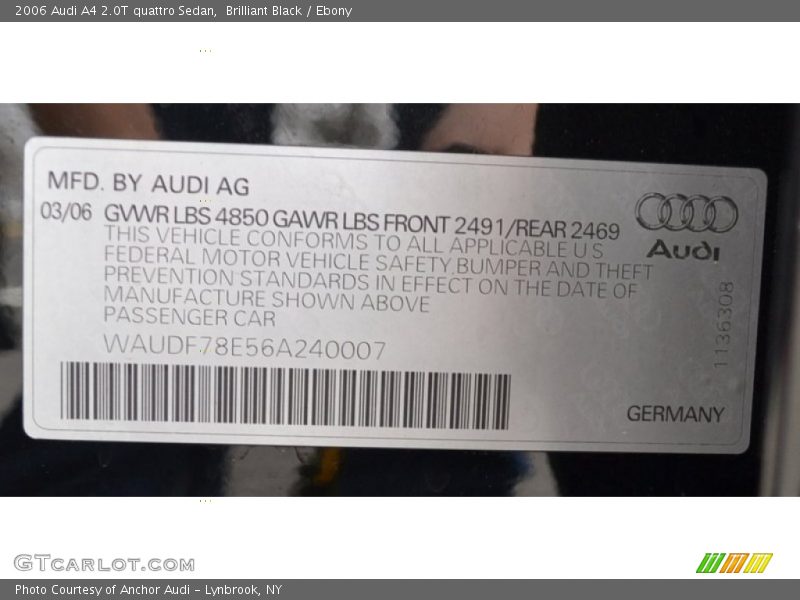 2006 Audi A4 2.0T quattro Sedan,  Brilliant Black / Ebony
MFD. BY AUDI AG
03/06 GVWR LBS 4850 GAWR LBS FRONT 2491/REAR 2469
THIS VEHICLE CONFORMS TO ALL APPLICABLE U S
FEDERAL MOTOR VEHICLE SAFETY,BUMPER AND THEFT
PREVENTION STANDARDS IN EFFECT ON THE DATE OF
MANUFACTURE SHOWN ABOVE
PASSENGER CAR
WAUDF78E56A240007
Audi
1136308
GERMANY
GTCARLOT.COM
Photo Courtesy of Anchor Audi - Lynbrook, NY